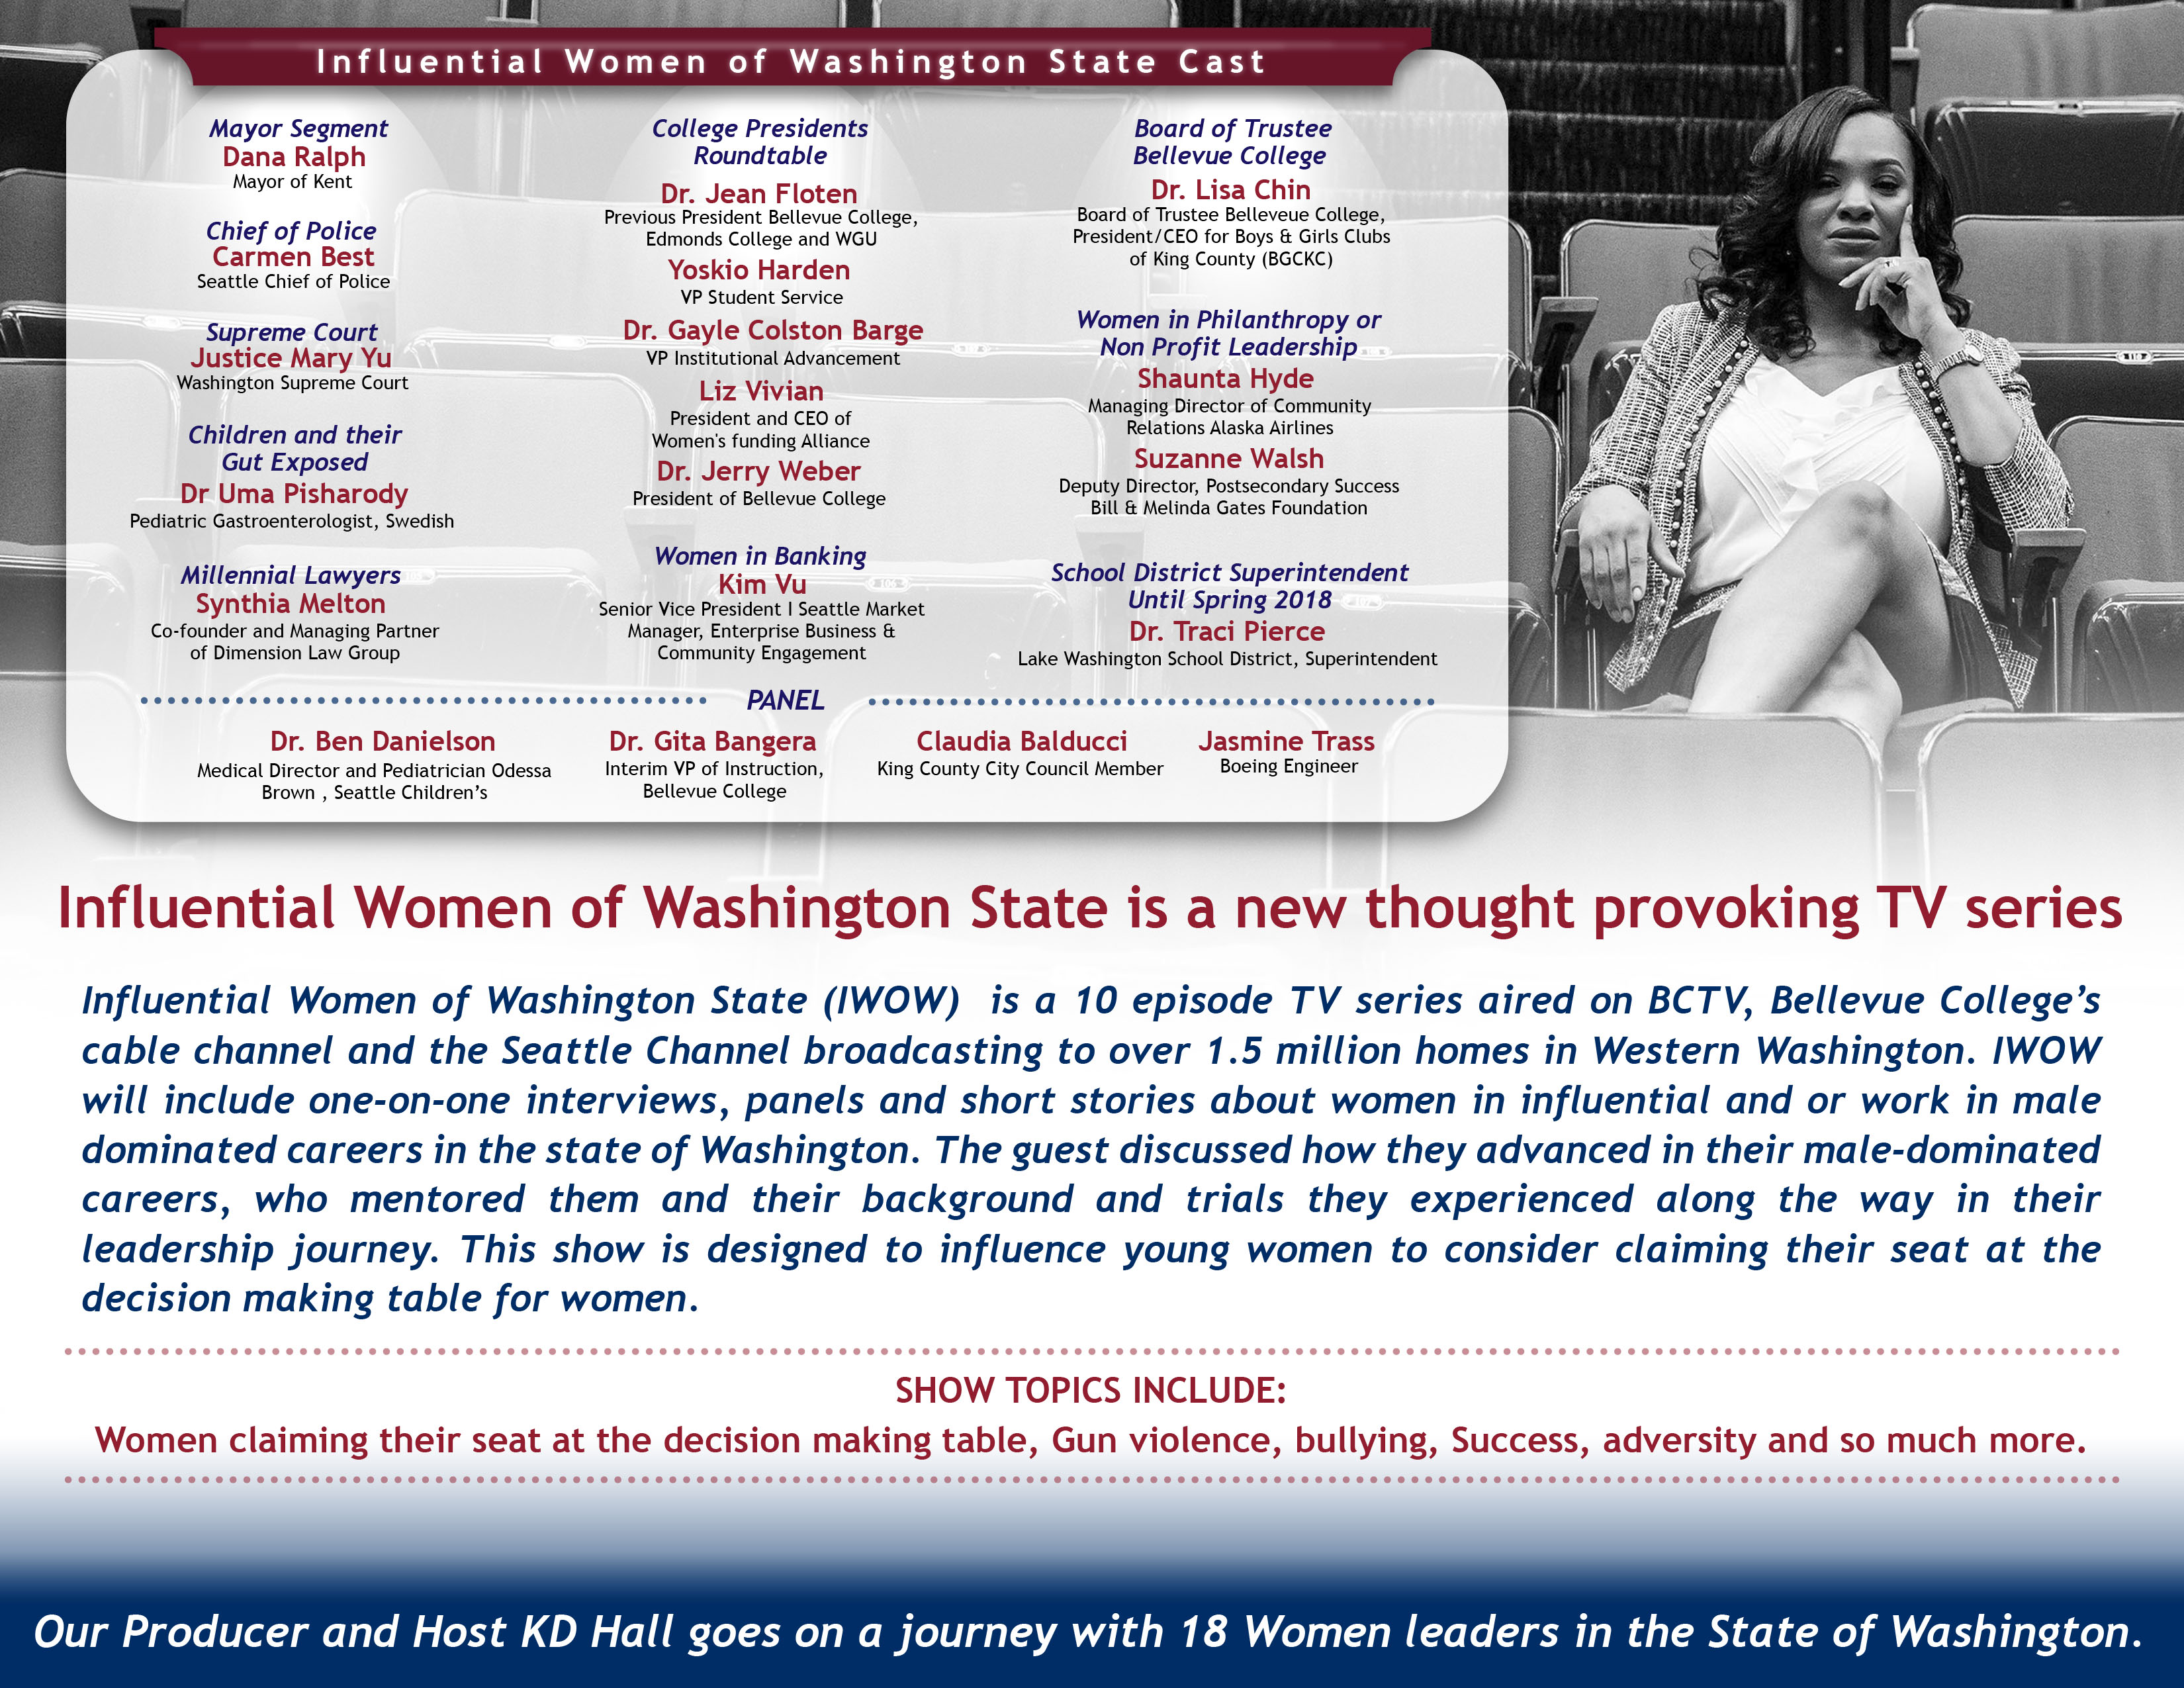 Influential Women of Washington State Cast
Mayor Segment
Dana Ralph
Mayor of Kent
Chief of Police
Carmen Best
Seattle Chief of Police
Supreme Court
Justice Mary Yu
Washington Supreme Court
Children and their
Gut Exposed
Dr Uma Pisharody
Pediatric Gastroenterologist, Swedish
Millennial Lawyers
Synthia Melton
Co-founder and Managing Partner
of Dimension Law Group
College Presidents
Roundtable
Dr. Jean Floten
Previous President Bellevue College,
Edmonds College and WGU
Yoskio Harden
VP Student Service
Dr. Gayle Colston Barge
VP Institutional Advancement
Liz Vivian
President and CEO of
Women's funding Alliance
Dr. Jerry Weber
President of Bellevue College
Women in Banking
Kim Vu
Senior Vice President I Seattle Market
Manager, Enterprise Business &
Community Engagement
Board of Trustee
Bellevue College
Dr. Lisa Chin
Board of Trustee Belleveue College,
President/CEO for Boys & Girls Clubs
of King County (BGCKC)
Women in Philanthropy or
Non Profit Leadership
Shaunta Hyde
Managing Director of Community
Relations Alaska Airlines
Suzanne Walsh
Deputy Director, Postsecondary Success
Bill & Melinda Gates Foundation
School District Superintendent
Until Spring 2018
Dr. Traci Pierce
Lake Washington School District, Superintendent
PANEL
Dr. Ben Danielson
Medical Director and Pediatrician Odessa
Brown , Seattle Children’s
Dr. Gita Bangera
Interim VP of Instruction,
Bellevue College
Claudia Balducci
King County City Council Member
Jasmine Trass
Boeing Engineer
Influential Women of Washington State is a new thought provoking TV series
Influential Women of Washington State (IWOW) is a 10 episode TV series aired on BCTV, Bellevue College’s
cable channel and the Seattle Channel broadcasting to over 1.5 million homes in Western Washington. IWOW
will include one-on-one interviews, panels and short stories about women in influential and or work in male
dominated careers in the state of Washington. The guest discussed how they advanced in their male-dominated
careers, who mentored them and their background and trials they experienced along the way in their
leadership journey. This show is designed to influence young women to consider claiming their seat at the
decision making table for women.
SHOW TOPICS INCLUDE:
Women claiming their seat at the decision making table, Gun violence, bullying, Success, adversity and so much more.
Our Producer and Host KD Hall goes on a journey with 18 Women leaders in the State of Washington.